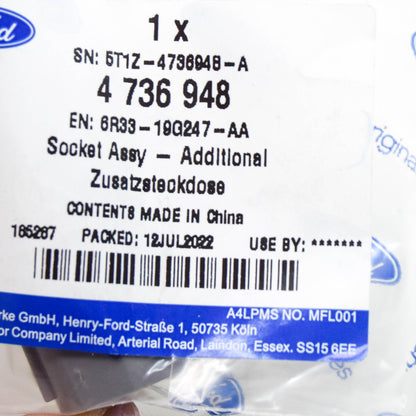 1 x
SN: 5T1Z-4736948-A
4 736 948
EN: 6R33-19G247-AA
Socket Assy - Additional
Zusatzsteckdose
CONTENTS MADE IN China
165287 PACKED: 12JUL2022 USE BY: *******
A4LPMS NO. MFL001
rke GmbH, Henry-Ford-Straße 1, 50735 Köln
or Company Limited, Arterial Road, Laindon, Essex. SS15 6EE